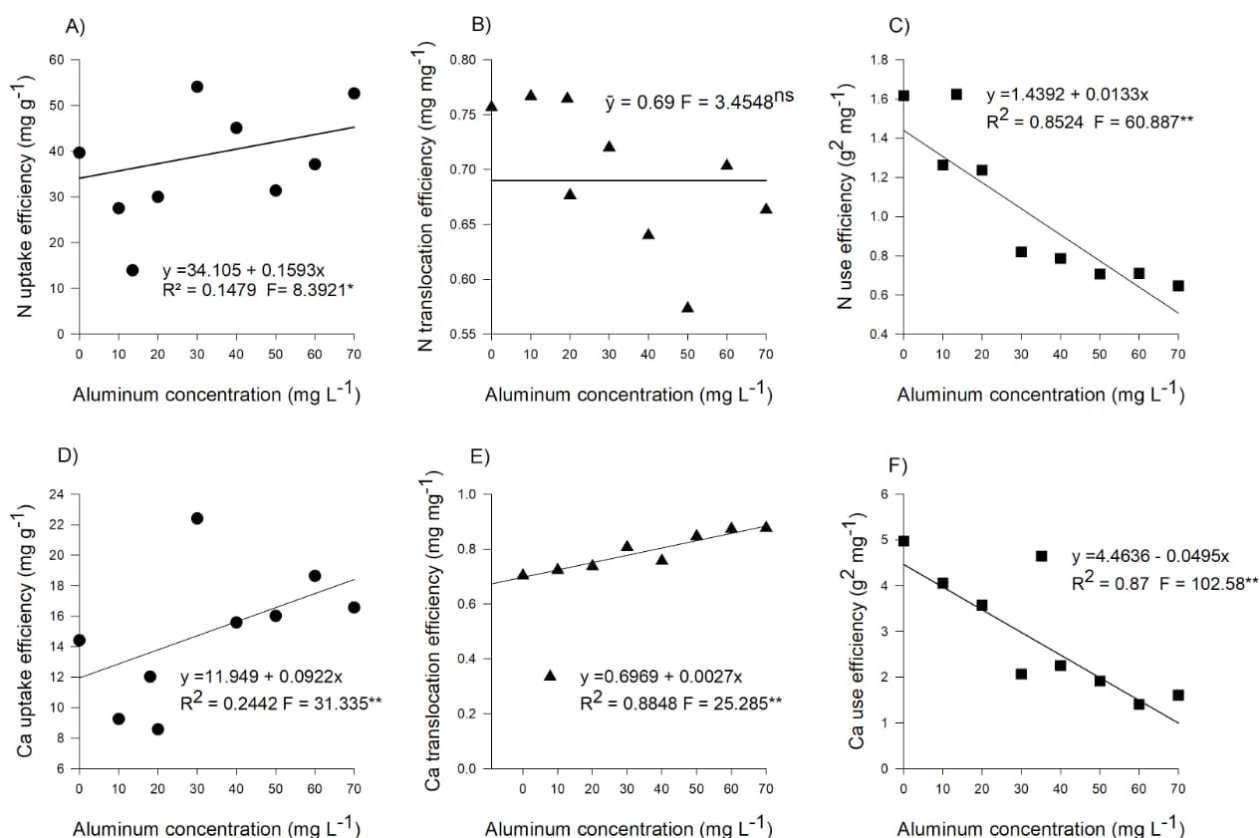 A)
N uptake efficiency (mg g⁻¹)
60
50
40
30
20
10
0
y =34.105 + 0.1593x
R² = 0.1479 F= 8.3921*
0 10 20 30 40 50 60 70
Aluminum concentration (mg L⁻¹)
B)
N translocation efficiency (mg mg⁻¹)
0.80
0.75
0.70
0.65
0.60
0.55
ȳ = 0.69 F = 3.4548ⁿˢ
0 10 20 30 40 50 60 70
Aluminum concentration (mg L⁻¹)
C)
N use efficiency (g² mg⁻¹)
1.8
1.6
1.4
1.2
1.0
0.8
0.6
0.4
y =1.4392 + 0.0133x
R² = 0.8524 F = 60.887**
0 10 20 30 40 50 60 70
Aluminum concentration (mg L⁻¹)
D)
Ca uptake efficiency (mg g⁻¹)
24
22
20
18
16
14
12
10
8
6
y=11.949 + 0.0922x
R² = 0.2442 F = 31.335**
0 10 20 30 40 50 60 70
Aluminum concentration (mg L⁻¹)
E)
Ca translocation efficiency (mg mg⁻¹)
1.0
0.8
0.6
0.4
0.2
0.0
y=0.6969 + 0.0027x
R² = 0.8848 F = 25.285**
0 10 20 30 40 50 60 70
Aluminum concentration (mg L⁻¹)
F)
Ca use efficiency (g² mg⁻¹)
6
5
4
3
2
1
0
y=4.4636 - 0.0495x
R² = 0.87 F = 102.58**
0 10 20 30 40 50 60 70
Aluminum concentration (mg L⁻¹)